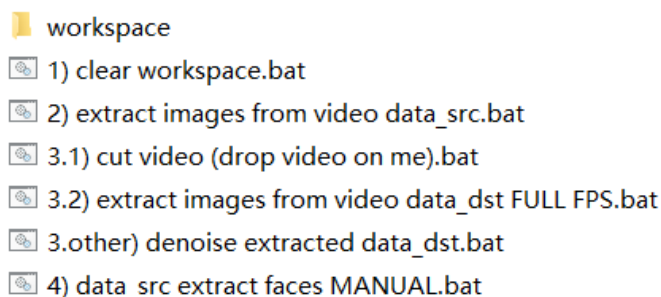 workspace
1) clear workspace.bat
2) extract images from video data_src.bat
3.1) cut video (drop video on me).bat
3.2) extract images from video data_dst FULL FPS.bat
3.other) denoise extracted data_dst.bat
4) data_src extract faces MANUAL.bat